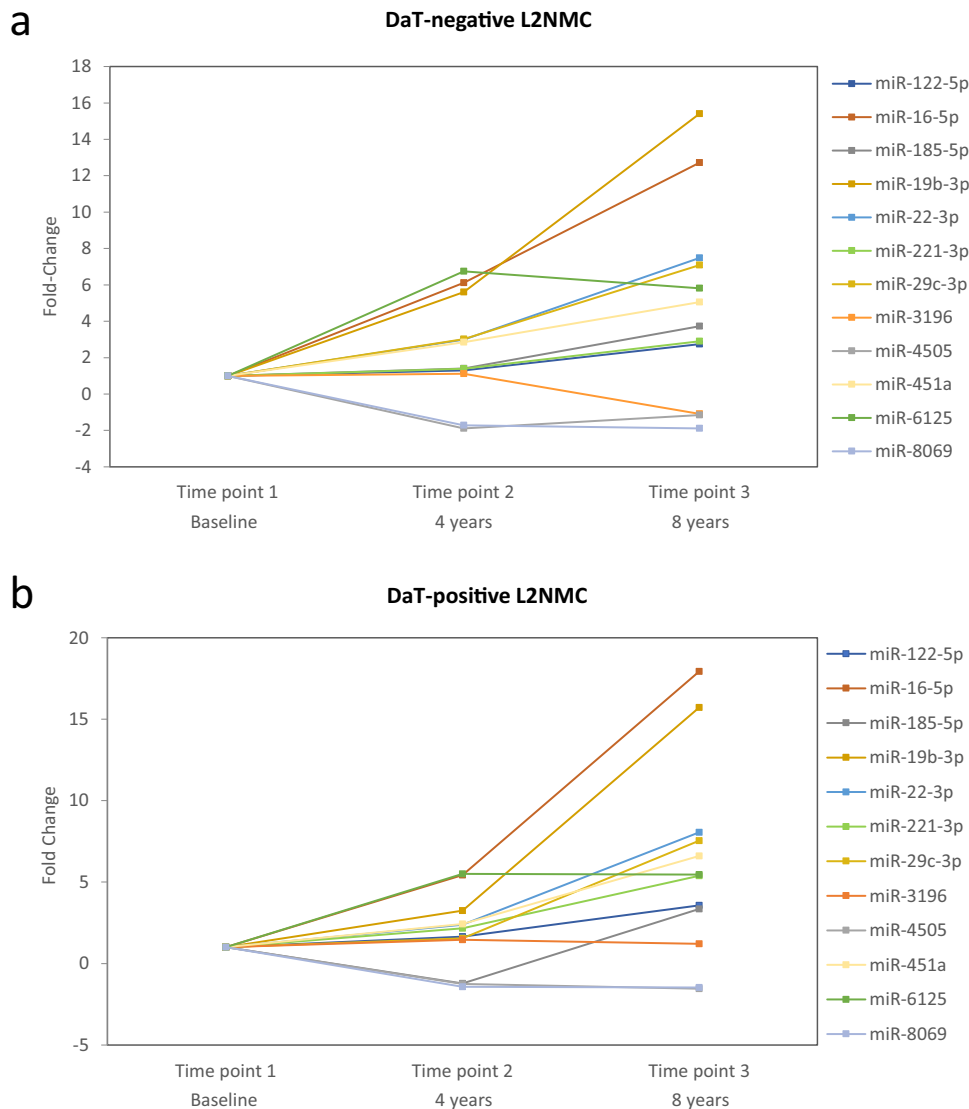 a
DaT-negative L2NMC
Fold-Change
18
16
14
12
10
8
6
4
2
0
-2
-4
Time point 1
Baseline
Time point 2
4 years
Time point 3
8 years
miR-122-5p
miR-16-5p
miR-185-5p
miR-19b-3p
miR-22-3p
miR-221-3p
miR-29c-3p
miR-3196
miR-4505
miR-451a
miR-6125
miR-8069
b
DaT-positive L2NMC
Fold Change
20
15
10
5
0
-5
Time point 1
Baseline
Time point 2
4 years
Time point 3
8 years
miR-122-5p
miR-16-5p
miR-185-5p
miR-19b-3p
miR-22-3p
miR-221-3p
miR-29c-3p
miR-3196
miR-4505
miR-451a
miR-6125
miR-8069